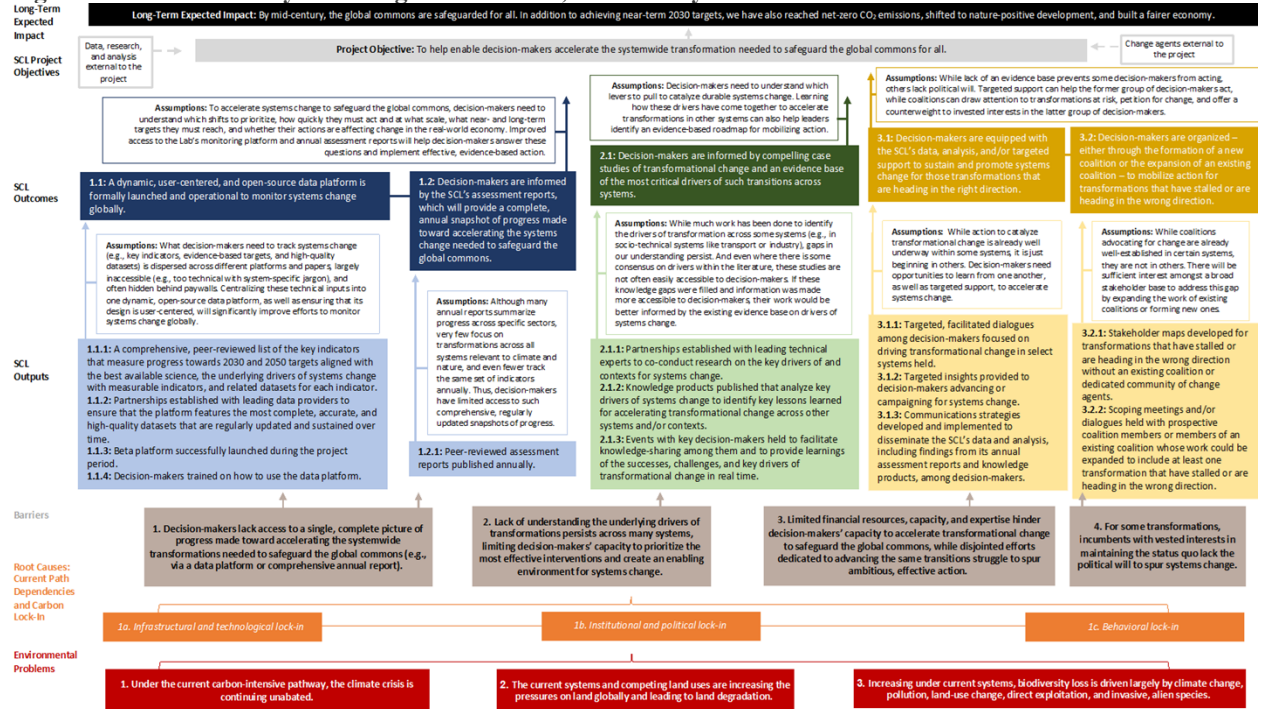 Long-Term
Expected
Impact
Long-Term Expected Impact: By mid-century, the global commons are safeguarded for all. In addition to achieving near-term 2030 targets, we have also reached net-zero CO₂ emissions, shifted to nature-positive development, and built a fairer economy.
SCL Project
Objectives
Data, research,
and analysis
external to the
project
Project Objective: To help enable decision-makers accelerate the systemwide transformation needed to safeguard the global commons for all.
Change agents external to
the project
Assumptions: To accelerate systems change to safeguard the global commons, decision-makers need to
understand which shifts to prioritize, how quickly they must act and at what scale, what near- and long-term
targets they must reach, and whether their actions are affecting change in the real-world economy. Improved
access to the Lab's monitoring platform and annual assessment reports will help decision-makers answer these
questions and implement effective, evidence-based action.
Assumptions: Decision-makers need to understand which
levers to pull to catalyze durable systems change. Learning
how these drivers have come together to accelerate
transformations in other systems can also help leaders
identify an evidence-based roadmap for mobilizing action.
Assumptions: While lack of an evidence base prevents some decision-makers from acting,
others lack political will. Targeted support can help the former group of decision-makers act,
while coalitions can draw attention to transformations at risk, petition for change, and offer a
counterweight to invested interests in the latter group of decision-makers.
SCL
Outcomes
1.1: A dynamic, user-centered, and open-source data platform is
formally launched and operational to monitor systems change
globally.
1.2: Decision-makers are informed
by the SCL's assessment reports,
which will provide a complete,
annual snapshot of progress made
toward accelerating the systems
change needed to safeguard the
global commons.
2.1: Decision-makers are informed by compelling case
studies of transformational change and an evidence base
of the most critical drivers of such transitions across
systems.
3.1: Decision-makers are equipped with
the SCL's data, analysis, and/or targeted
support to sustain and promote systems
change for those transformations that
are heading in the right direction.
3.2: Decision-makers are organized –
either through the formation of a new
coalition or the expansion of an existing
coalition – to mobilize action for
transformations that have stalled or are
heading in the wrong direction.
Assumptions: What decision-makers need to track systems change
(e.g., key indicators, evidence-based targets, and high-quality
datasets) is dispersed across different platforms and papers, largely
inaccessible (e.g., too technical with system-specific jargon), and
often hidden behind paywalls. Centralizing these technical inputs into
one dynamic, open-source data platform, as well as ensuring that its
design is user-centered, will significantly improve efforts to monitor
systems change globally.
Assumptions: Although many
annual reports summarize
progress across specific sectors,
very few focus on
transformations across all
systems relevant to climate and
nature, and even fewer track
the same set of indicators
annually. Thus, decision-makers
have limited access to such
comprehensive, regularly
updated snapshots of progress.
Assumptions: While much work has been done to identify
the drivers of transformation across some systems (e.g., in
socio-technical systems like transport or industry), gaps in
our understanding persist. And even where there is some
consensus on drivers within the literature, these studies are
not often easily accessible to decision-makers. If these
knowledge gaps were filled and information was made
more accessible to decision-makers, their work would be
better informed by the existing evidence base on drivers of
systems change.
Assumptions: While action to catalyze
transformational change is already well
underway within some systems, it is just
beginning in others. Decision-makers need
opportunities to learn from one another,
as well as targeted support, to accelerate
systems change.
Assumptions: While coalitions
advocating for change are already
well-established in certain systems,
they are not in others. There will be
sufficient interest amongst a broad
stakeholder base to address this gap
by expanding the work of existing
coalitions or forming new ones.
SCL
Outputs
1.1.1: A comprehensive, peer-reviewed list of the key indicators
that measure progress towards 2030 and 2050 targets aligned with
the best available science, the underlying drivers of systems change
with measurable indicators, and related datasets for each indicator.
1.1.2: Partnerships established with leading data providers to
ensure that the platform features the most complete, accurate, and
high-quality datasets that are regularly updated and sustained over
time.
1.1.3: Beta platform successfully launched during the project
period.
1.1.4: Decision-makers trained on how to use the data platform.
1.2.1: Peer-reviewed assessment
reports published annually.
2.1.1: Partnerships established with leading technical
experts to co-conduct research on the key drivers of and
contexts for systems change.
2.1.2: Knowledge products published that analyze key
drivers of systems change to identify key lessons learned
for accelerating transformational change across other
systems and/or contexts.
2.1.3: Events with key decision-makers held to facilitate
knowledge-sharing among them and to provide learnings
of the successes, challenges, and key drivers of
transformational change in real time.
3.1.1: Targeted, facilitated dialogues
among decision-makers focused on
driving transformational change in select
systems held.
3.1.2: Targeted insights provided to
decision-makers advancing or
campaigning for systems change.
3.1.3: Communications strategies
developed and implemented to
disseminate the SCL's data and analysis,
including findings from its annual
assessment reports and knowledge
products, among decision-makers.
3.2.1: Stakeholder maps developed for
transformations that have stalled or
are heading in the wrong direction
without an existing coalition or
dedicated community of change
agents.
3.2.2: Scoping meetings and/or
dialogues held with prospective
coalition members or members of an
existing coalition whose work could be
expanded to include at least one
transformation that have stalled or are
heading in the wrong direction.
Barriers
1. Decision-makers lack access to a single, complete picture of
progress made toward accelerating the systemwide
transformations needed to safeguard the global commons (e.g.,
via a data platform or comprehensive annual report).
2. Lack of understanding the underlying drivers of
transformations persists across many systems,
limiting decision-makers' capacity to prioritize the
most effective interventions and create an enabling
environment for systems change.
3. Limited financial resources, capacity, and expertise hinder
decision-makers' capacity to accelerate transformational change
to safeguard the global commons, while disjointed efforts
dedicated to advancing the same transitions struggle to spur
ambitious, effective action.
4. For some transformations,
incumbents with vested interests in
maintaining the status quo lack the
political will to spur systems change.
Root Causes:
Current Path
Dependencies
and Carbon
Lock-In
1a. Infrastructural and technological lock-in
1b. Institutional and political lock-in
1c. Behavioral lock-in
Environmental
Problems
1. Under the current carbon-intensive pathway, the climate crisis is
continuing unabated.
2. The current systems and competing land uses are increasing the
pressures on land globally and leading to land degradation.
3. Increasing under current systems, biodiversity loss is driven largely by climate change,
pollution, land-use change, direct exploitation, and invasive, alien species.